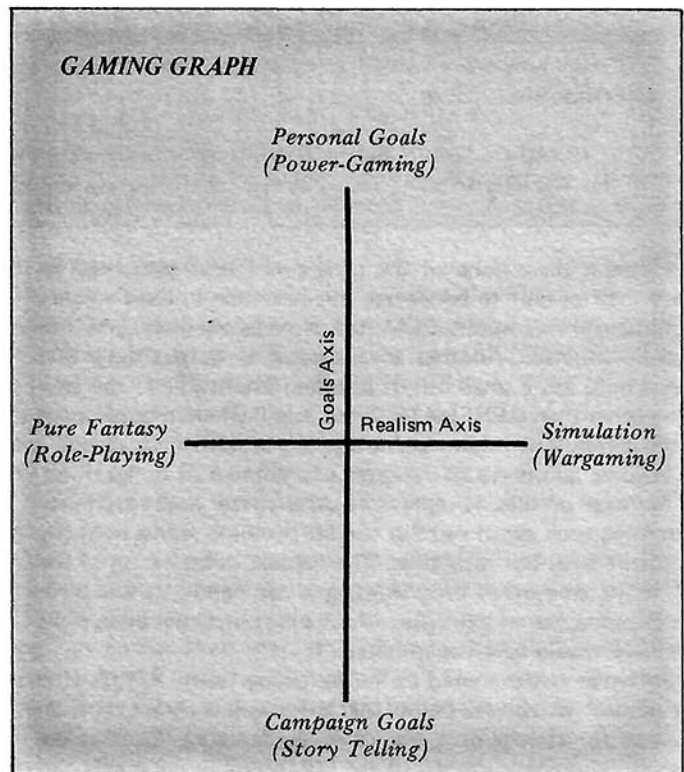 GAMING GRAPH
Personal Goals
(Power-Gaming)
Goals Axis
Pure Fantasy
(Role-Playing)
Realism Axis
Simulation
(Wargaming)
Campaign Goals
(Story Telling)